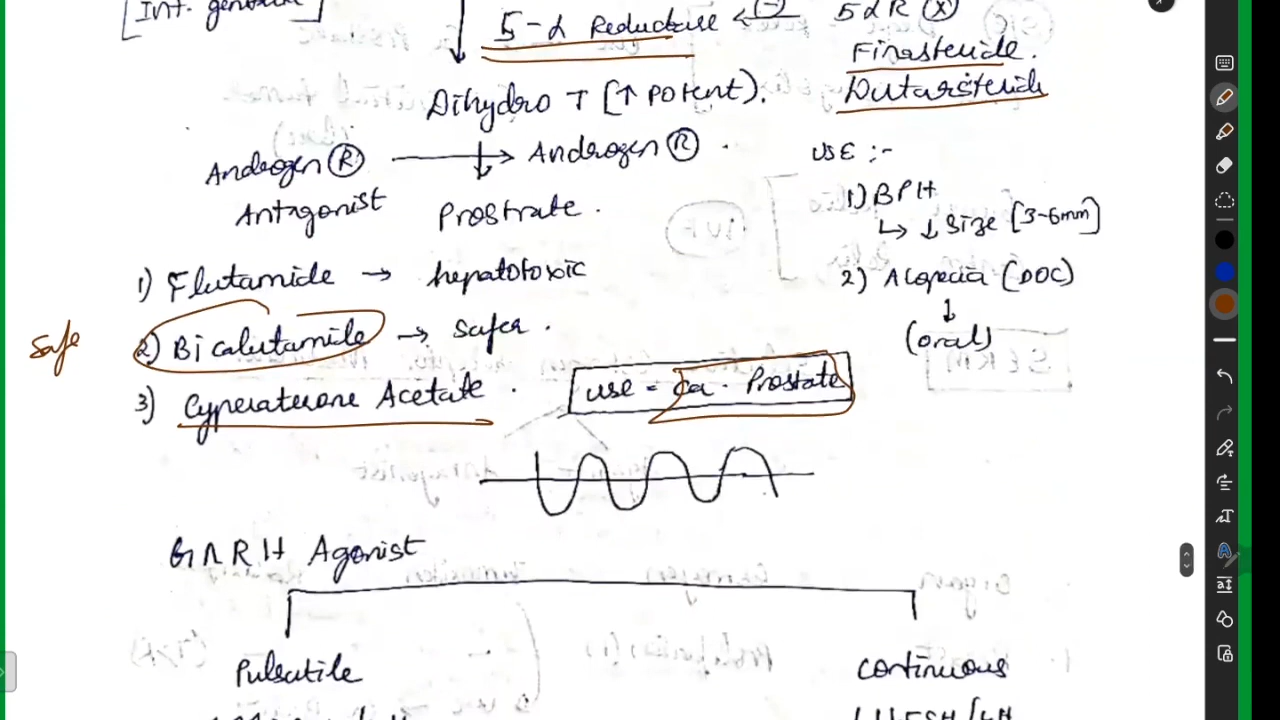 [Int. genital]
5-α Reductase ←(-) 5αR (X)
Finasteride.
Dihydro T [↑ Potent).
Dutarsteride
Androgen (R) → Androgen (R) .
Antagonist
Prostrate .
USE :-
1) BPH
↳ ↓ Size [3-6mm]
1) Flutamide → hepatotoxic
2) Alopecia (DOC)
↓
(oral)
Safe
2) Bicalutamide → Safer .
3) Cyperaterone Acetate .
Use = Ca . Prostate
GnRH Agonist
Pulsatile
Continuous